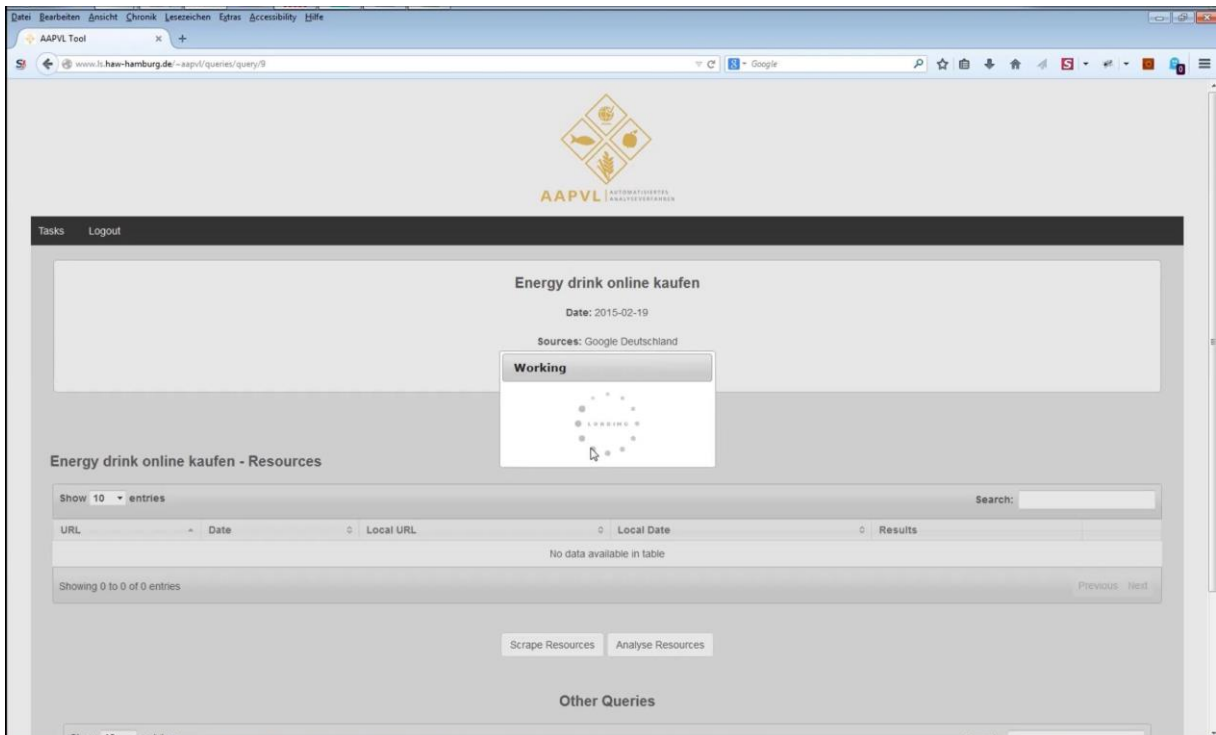 Datei Bearbeiten Ansicht Chronik Lesezeichen Extras Accessibility Hilfe
AAPVL Tool × +
www.ls.haw-hamburg.de/~aapvl/queries/query/9
Google
AAPVL AUTOMATISIERTES
ANALYSEVERFAHREN
Tasks Logout
Energy drink online kaufen
Date: 2015-02-19
Sources: Google Deutschland
Working
LOADING
Energy drink online kaufen - Resources
Show 10 entries Search:
URL Date Local URL Local Date Results
No data available in table
Showing 0 to 0 of 0 entries Previous Next
Scrape Resources Analyse Resources
Other Queries